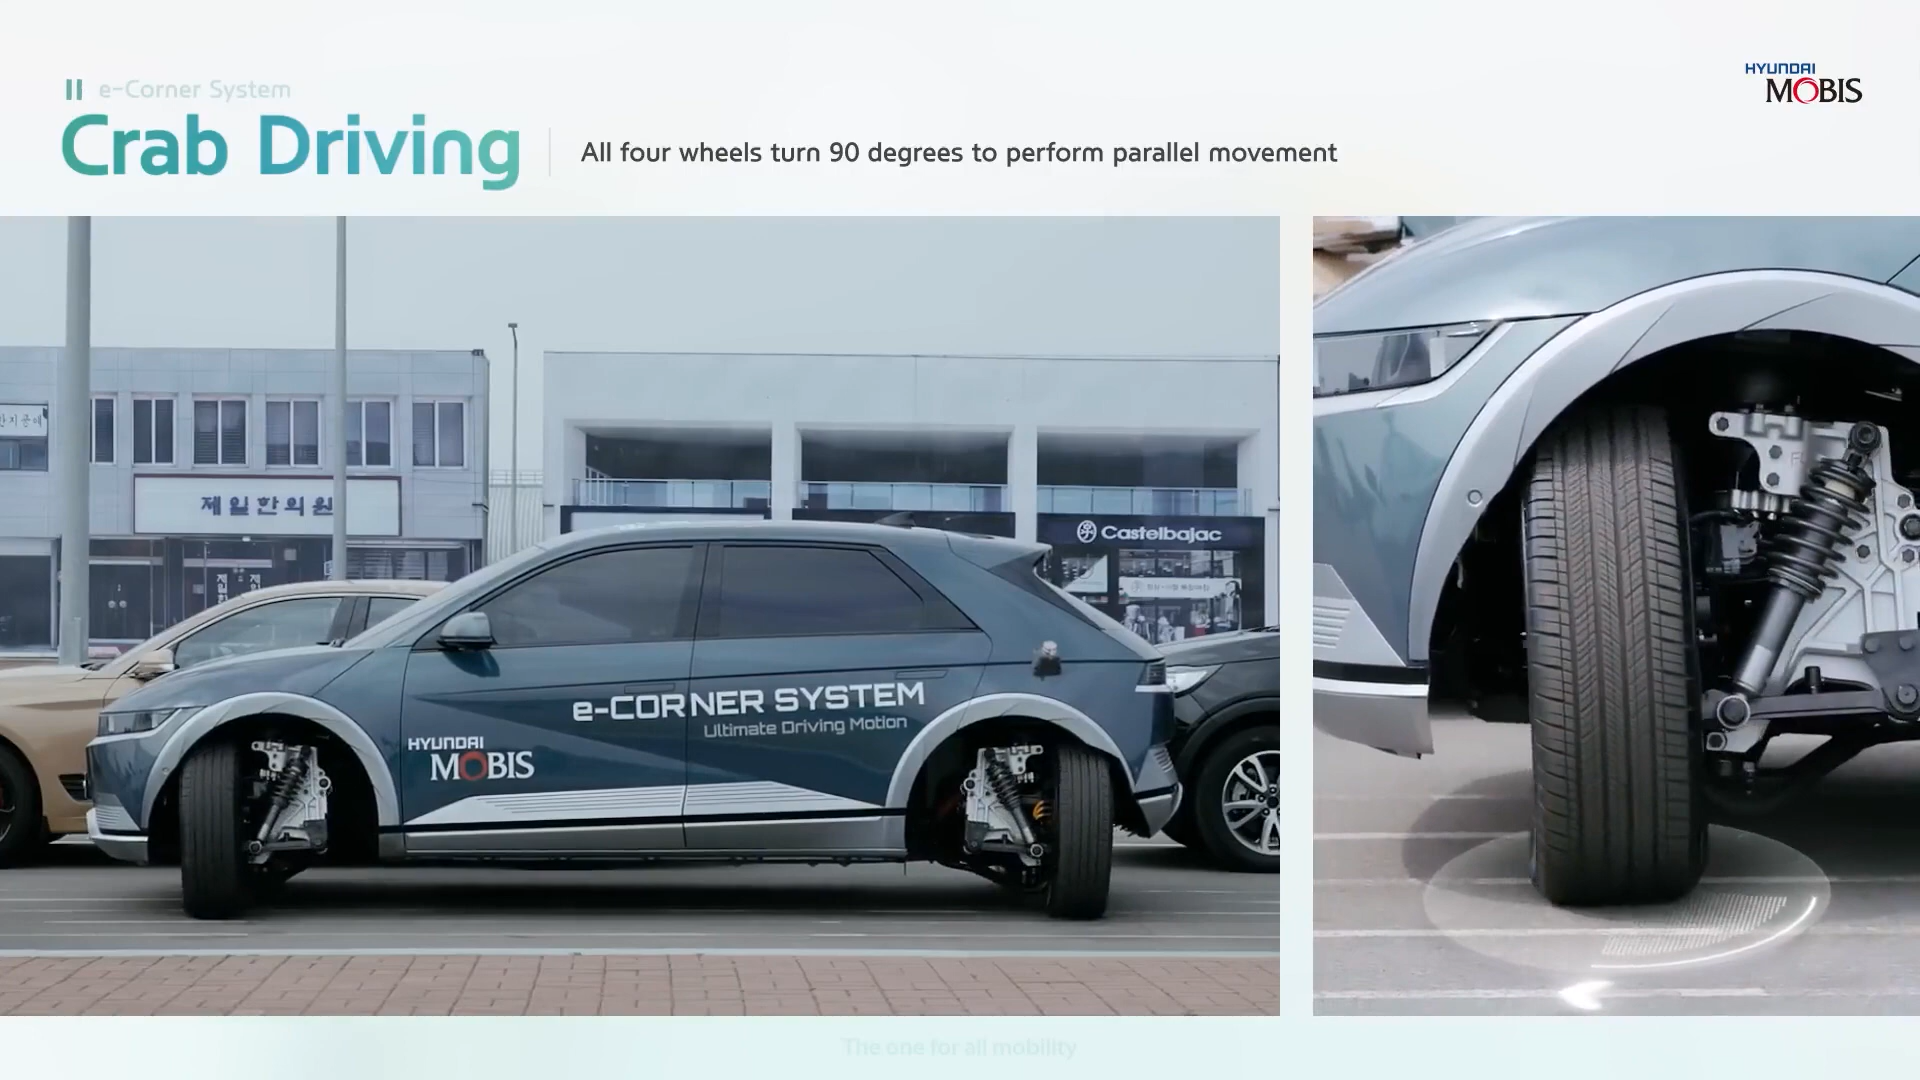 e-Corner System
Crab Driving
All four wheels turn 90 degrees to perform parallel movement
HYUNDAI
MOBIS
제일한의원
Castelbajac
e-CORNER SYSTEM
Ultimate Driving Motion
HYUNDAI
MOBIS
The one for all mobility